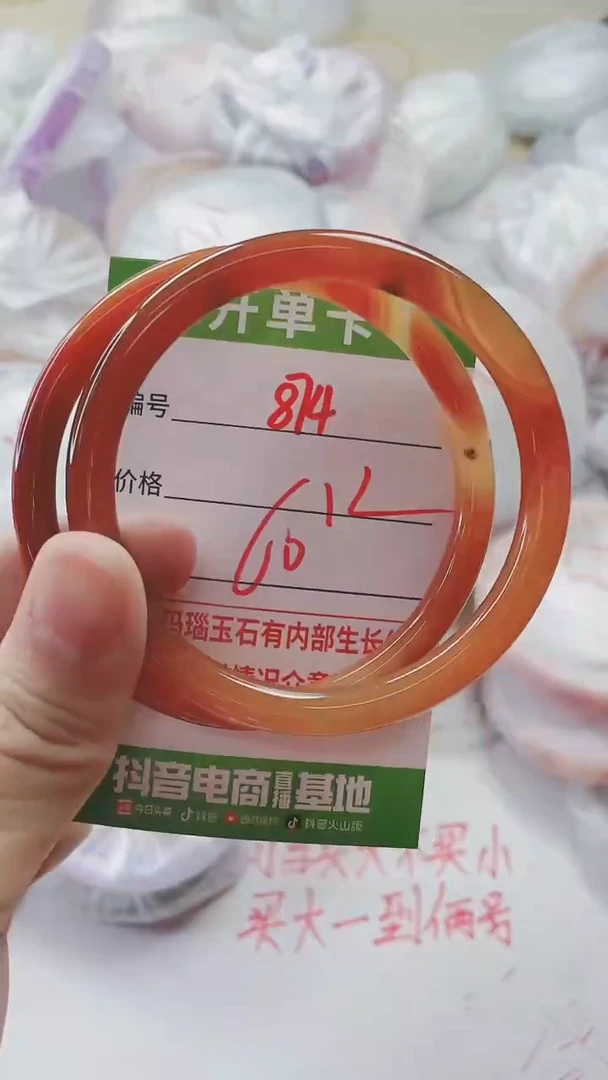 开单卡
编号 874
价格
玛瑙玉石有内部生长
抖音电商直播基地
今日头条 抖音 西瓜视频 抖音火山版
买大不买小
买大一到俩号